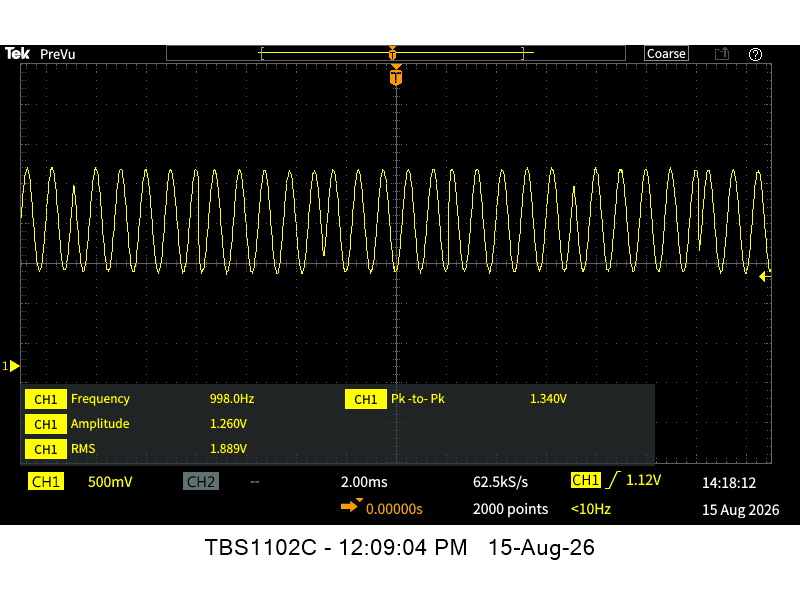 Tek PreVu Coarse ?
T
T
1
CH1 Frequency 998.0Hz CH1 Pk -to- Pk 1.340V
CH1 Amplitude 1.260V
CH1 RMS 1.889V
CH1 500mV CH2 -- 2.00ms 62.5kS/s CH1 1.12V 14:18:12
0.00000s 2000 points <10Hz 15 Aug 2026
TBS1102C - 12:09:04 PM 15-Aug-26